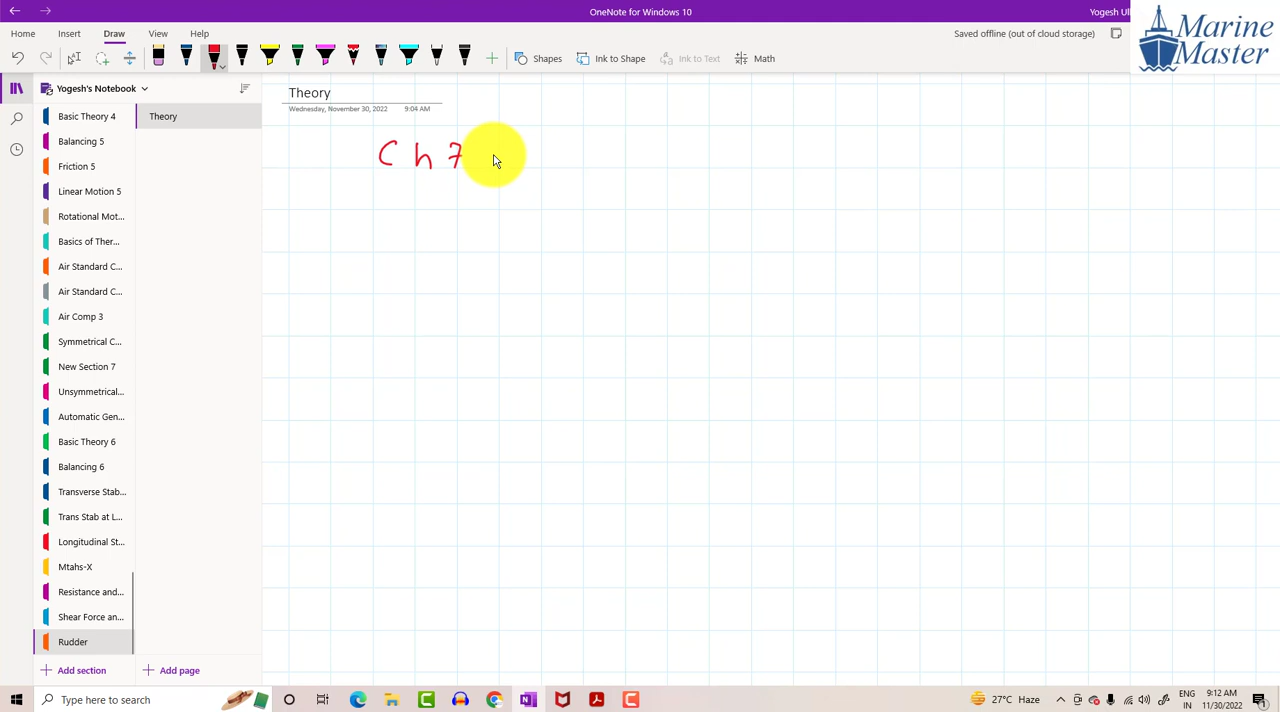 OneNote for Windows 10
Yogesh Ull
Home Insert Draw View Help
Saved offline (out of cloud storage)
Marine
Master
Shapes Ink to Shape Ink to Text Math
Yogesh's Notebook
Theory
Wednesday, November 30, 2022 9:04 AM
Ch 7
Basic Theory 4
Balancing 5
Friction 5
Linear Motion 5
Rotational Mot...
Basics of Ther...
Air Standard C...
Air Standard C...
Air Comp 3
Symmetrical C...
New Section 7
Unsymmetrical...
Automatic Gen...
Basic Theory 6
Balancing 6
Transverse Stab...
Trans Stab at L...
Longitudinal St...
Mtahs-X
Resistance and...
Shear Force an...
Rudder
Theory
+ Add section + Add page
Type here to search
27°C Haze
ENG
IN
9:12 AM
11/30/2022